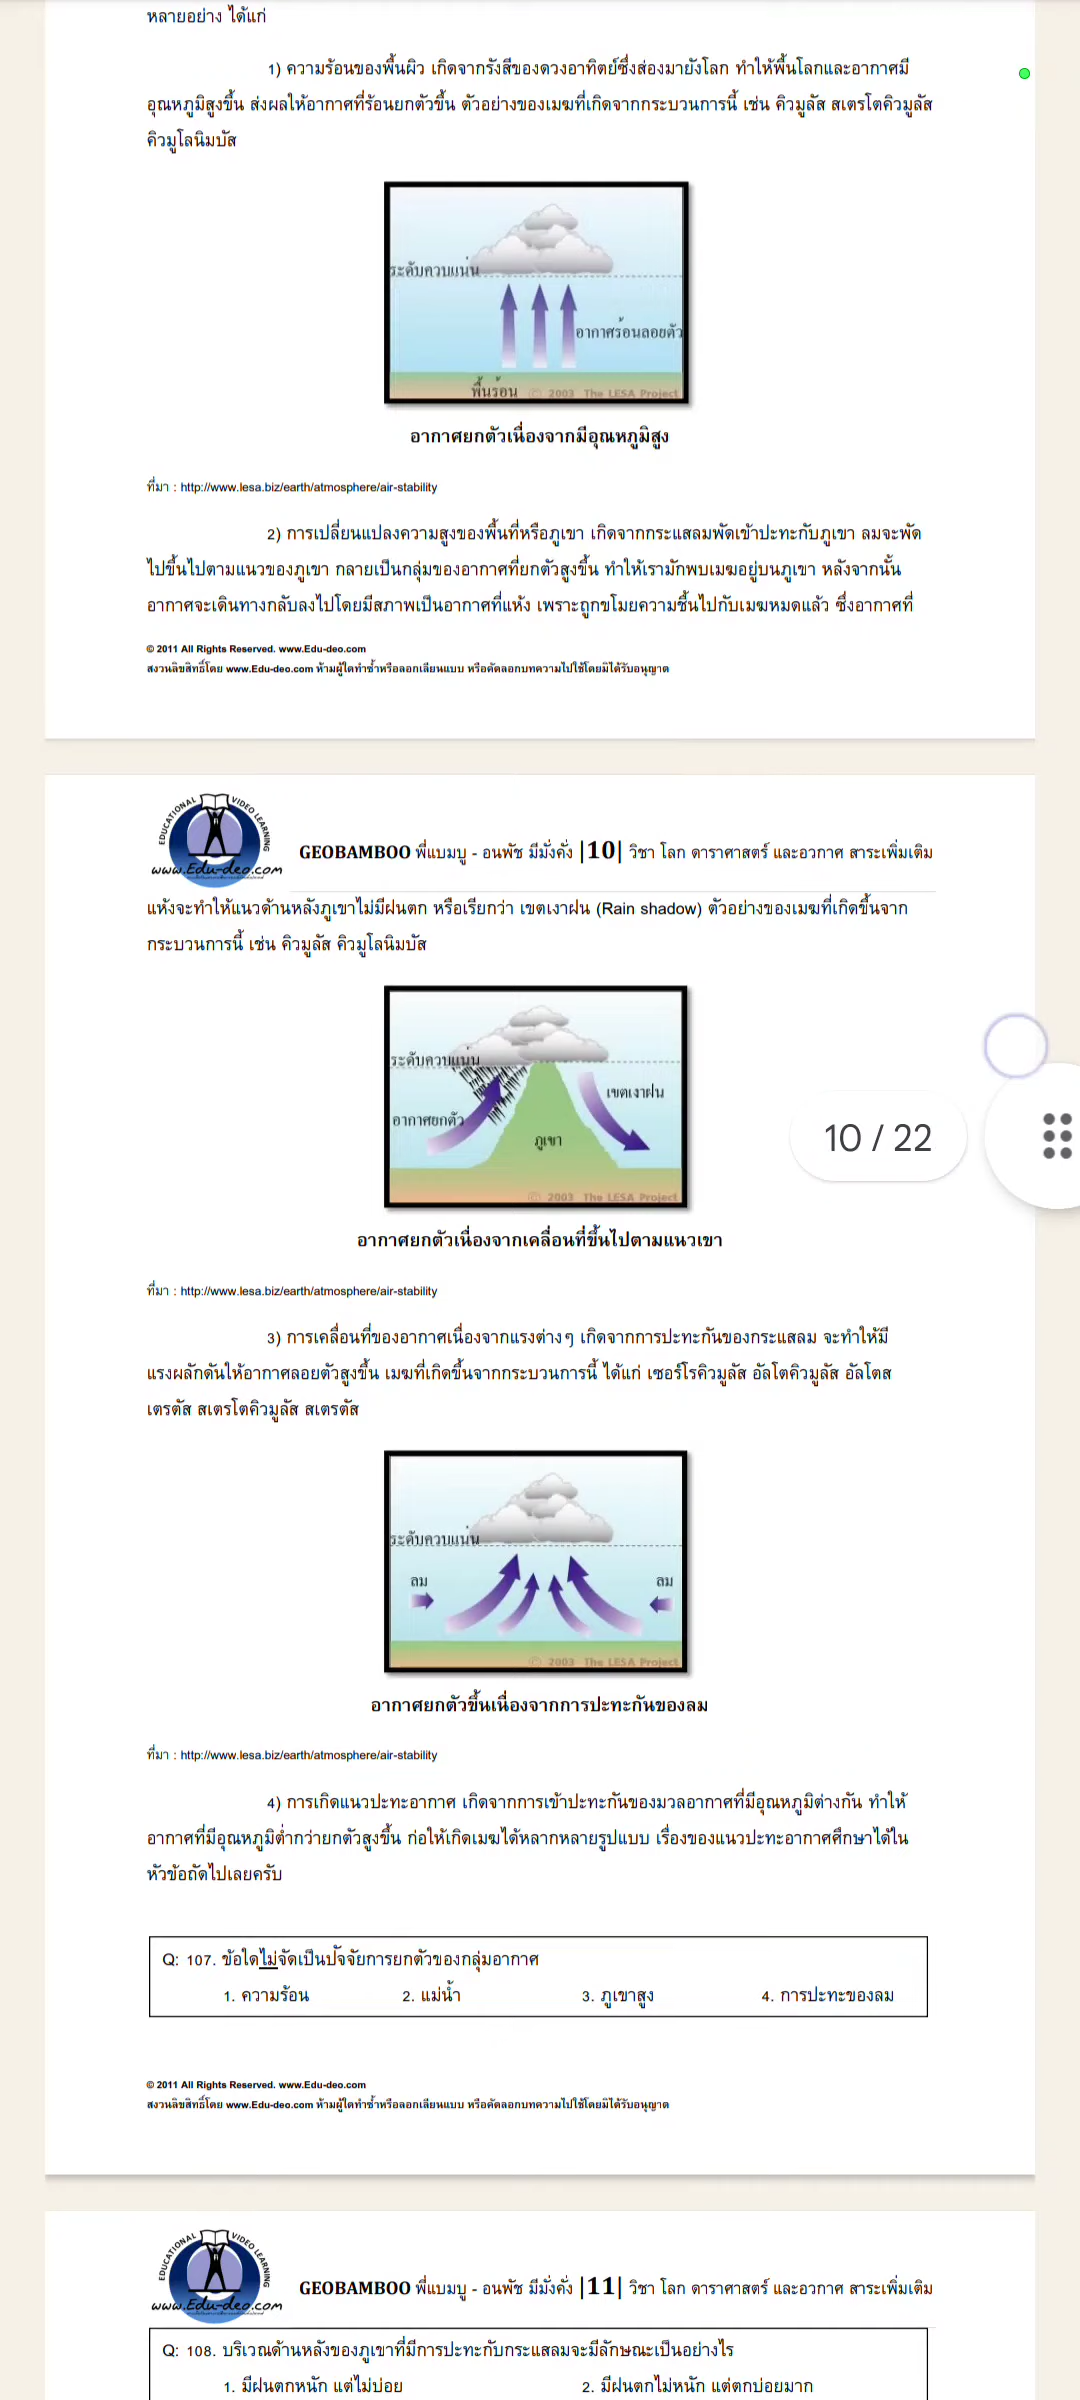 หลายอย่าง ได้แก่
1) ความร้อนของพื้นผิว เกิดจากรังสีของดวงอาทิตย์ซึ่งส่องมายังโลก ทำให้พื้นโลกและอากาศมี
อุณหภูมิสูงขึ้น ส่งผลให้อากาศที่ร้อนยกตัวขึ้น ตัวอย่างของเมฆที่เกิดจากกระบวนการนี้ เช่น คิวมูลัส สเตรโตคิวมูลัส
คิวมูโลนิมบัส
ระดับควบแน่น
อากาศร้อนลอยตัว
พื้นร้อน © 2003 The LESA Project
อากาศยกตัวเนื่องจากมีอุณหภูมิสูง
ที่มา : http://www.lesa.biz/earth/atmosphere/air-stability
2) การเปลี่ยนแปลงความสูงของพื้นที่หรือภูเขา เกิดจากกระแสลมพัดเข้าปะทะกับภูเขา ลมจะพัด
ไปขึ้นไปตามแนวของภูเขา กลายเป็นกลุ่มของอากาศที่ยกตัวสูงขึ้น ทำให้เรามักพบเมฆอยู่บนภูเขา หลังจากนั้น
อากาศจะเดินทางกลับลงไปโดยมีสภาพเป็นอากาศที่แห้ง เพราะถูกขโมยความชื้นไปกับเมฆหมดแล้ว ซึ่งอากาศที่
© 2011 All Rights Reserved. www.Edu-deo.com
สงวนลิขสิทธิ์โดย www.Edu-deo.com ห้ามผู้ใดทำซ้ำหรือลอกเลียนแบบ หรือคัดลอกบทความไปใช้โดยมิได้รับอนุญาต
EDUCATIONAL VIDEO LEARNING
www.Edu-deo.com
GEOBAMBOO พี่แบมบู - อนพัช มีมั่งคั่ง |10| วิชา โลก ดาราศาสตร์ และอวกาศ สาระเพิ่มเติม
แห้งจะทำให้แนวด้านหลังภูเขาไม่มีฝนตก หรือเรียกว่า เขตเงาฝน (Rain shadow) ตัวอย่างของเมฆที่เกิดขึ้นจาก
กระบวนการนี้ เช่น คิวมูลัส คิวมูโลนิมบัส
ระดับควบแน่น
เขตเงาฝน
อากาศยกตัว
ภูเขา
© 2003 The LESA Project
10 / 22
อากาศยกตัวเนื่องจากเคลื่อนที่ขึ้นไปตามแนวเขา
ที่มา : http://www.lesa.biz/earth/atmosphere/air-stability
3) การเคลื่อนที่ของอากาศเนื่องจากแรงต่างๆ เกิดจากการปะทะกันของกระแสลม จะทำให้มี
แรงผลักดันให้อากาศลอยตัวสูงขึ้น เมฆที่เกิดขึ้นจากกระบวนการนี้ ได้แก่ เซอร์โรคิวมูลัส อัลโตคิวมูลัส อัลโตส
เตรตัส สเตรโตคิวมูลัส สเตรตัส
ระดับควบแน่น
ลม
ลม
© 2003 The LESA Project
อากาศยกตัวขึ้นเนื่องจากการปะทะกันของลม
ที่มา : http://www.lesa.biz/earth/atmosphere/air-stability
4) การเกิดแนวปะทะอากาศ เกิดจากการเข้าปะทะกันของมวลอากาศที่มีอุณหภูมิต่างกัน ทำให้
อากาศที่มีอุณหภูมิต่ำกว่ายกตัวสูงขึ้น ก่อให้เกิดเมฆได้หลากหลายรูปแบบ เรื่องของแนวปะทะอากาศศึกษาได้ใน
หัวข้อถัดไปเลยครับ
Q: 107. ข้อใดไม่จัดเป็นปัจจัยการยกตัวของกลุ่มอากาศ
1. ความร้อน 2. แม่น้ำ 3. ภูเขาสูง 4. การปะทะของลม
© 2011 All Rights Reserved. www.Edu-deo.com
สงวนลิขสิทธิ์โดย www.Edu-deo.com ห้ามผู้ใดทำซ้ำหรือลอกเลียนแบบ หรือคัดลอกบทความไปใช้โดยมิได้รับอนุญาต
EDUCATIONAL VIDEO LEARNING
www.Edu-deo.com
GEOBAMBOO พี่แบมบู - อนพัช มีมั่งคั่ง |11| วิชา โลก ดาราศาสตร์ และอวกาศ สาระเพิ่มเติม
Q: 108. บริเวณด้านหลังของภูเขาที่มีการปะทะกับกระแสลมจะมีลักษณะเป็นอย่างไร
1. มีฝนตกหนัก แต่ไม่บ่อย 2. มีฝนตกไม่หนัก แต่ตกบ่อยมาก